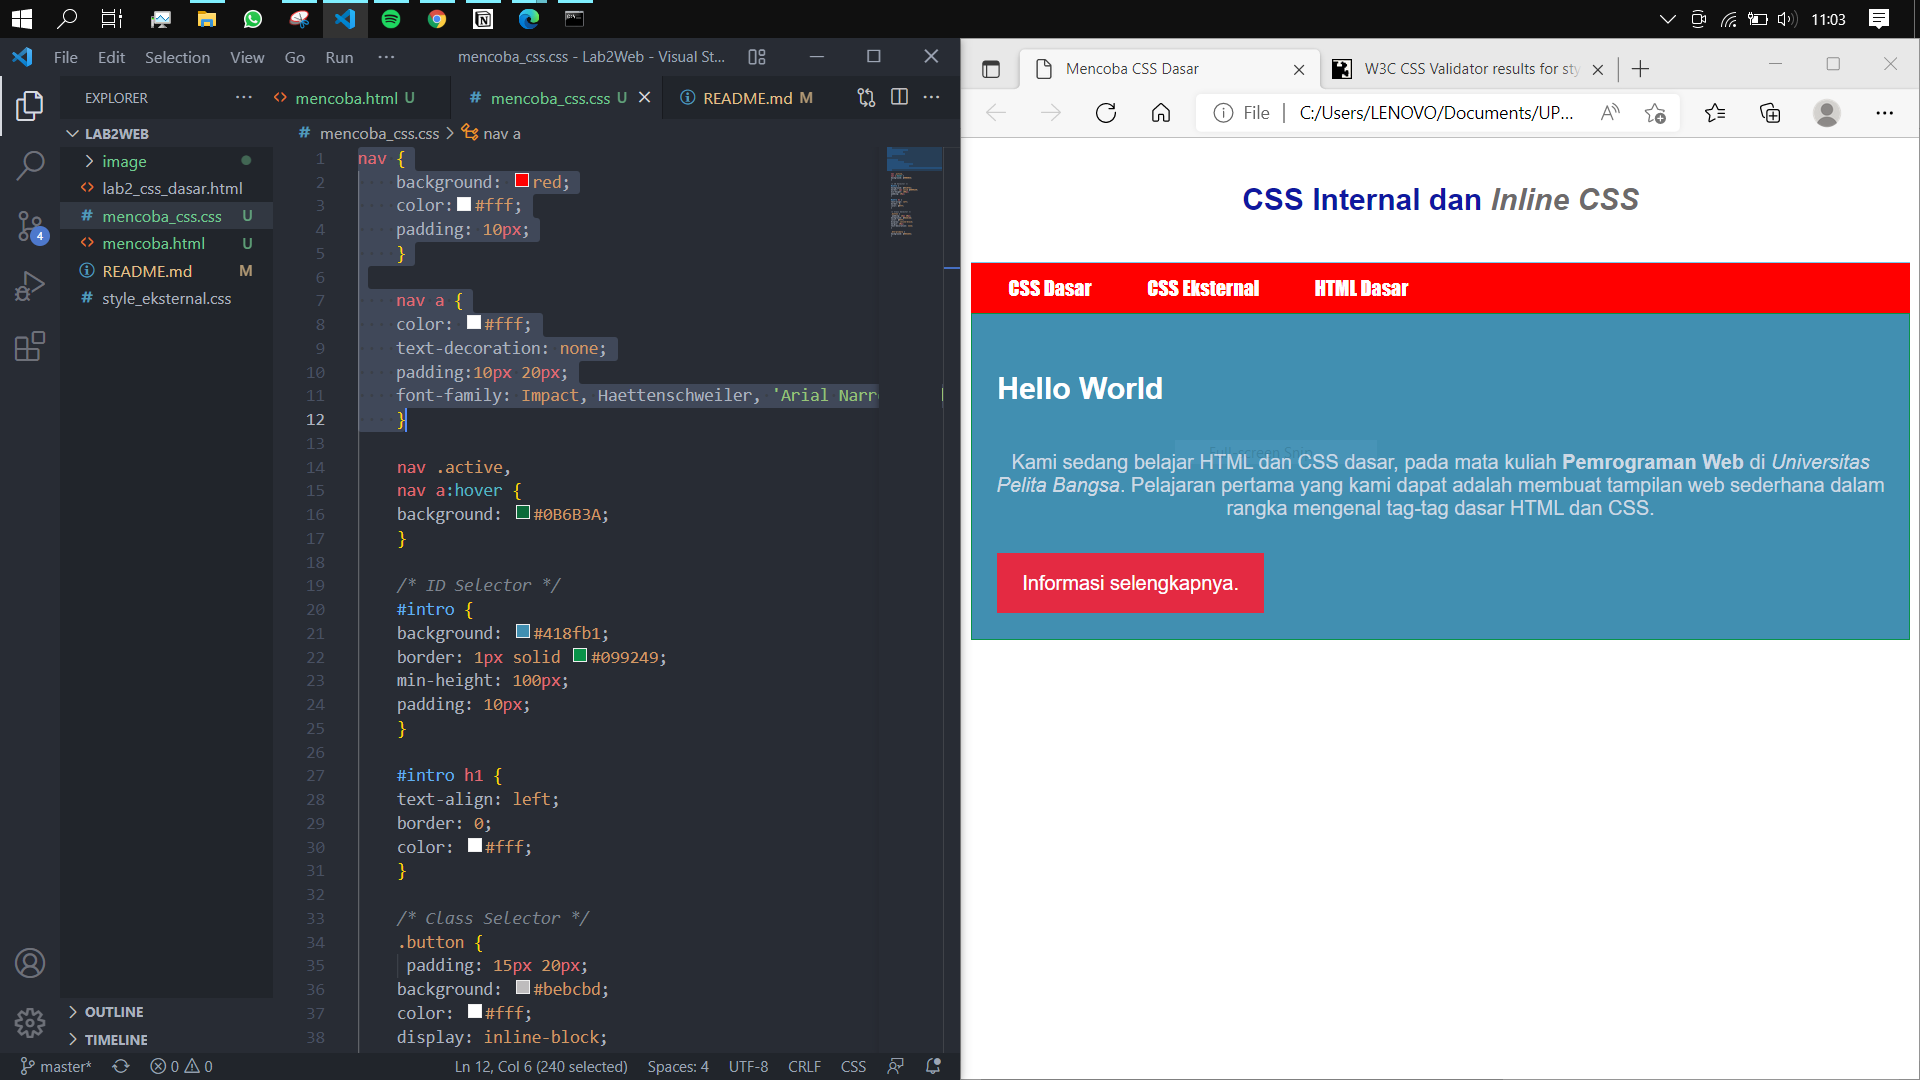 11:03
File Edit Selection View Go Run ···
mencoba_css.css - Lab2Web - Visual St...
EXPLORER
mencoba.html U
mencoba_css.css U
README.md M
LAB2WEB
image
lab2_css_dasar.html
mencoba_css.css U
mencoba.html U
README.md M
style_eksternal.css
OUTLINE
TIMELINE
mencoba_css.css > nav a
1 nav {
2 background: red;
3 color: #fff;
4 padding: 10px;
5 }
6
7 nav a {
8 color: #fff;
9 text-decoration: none;
10 padding:10px 20px;
11 font-family: Impact, Haettenschweiler, 'Arial Narr
12 }
13
14 nav .active,
15 nav a:hover {
16 background: #0B6B3A;
17 }
18
19 /* ID Selector */
20 #intro {
21 background: #418fb1;
22 border: 1px solid #099249;
23 min-height: 100px;
24 padding: 10px;
25 }
26
27 #intro h1 {
28 text-align: left;
29 border: 0;
30 color: #fff;
31 }
32
33 /* Class Selector */
34 .button {
35 padding: 15px 20px;
36 background: #bebcbd;
37 color: #fff;
38 display: inline-block;
4
master* 0 0 Ln 12, Col 6 (240 selected) Spaces: 4 UTF-8 CRLF CSS
Mencoba CSS Dasar
W3C CSS Validator results for sty
File | C:/Users/LENOVO/Documents/UP...
CSS Internal dan Inline CSS
CSS Dasar CSS Eksternal HTML Dasar
Hello World
Kami sedang belajar HTML dan CSS dasar, pada mata kuliah Pemrograman Web di Universitas
Pelita Bangsa. Pelajaran pertama yang kami dapat adalah membuat tampilan web sederhana dalam
rangka mengenal tag-tag dasar HTML dan CSS.
Informasi selengkapnya.